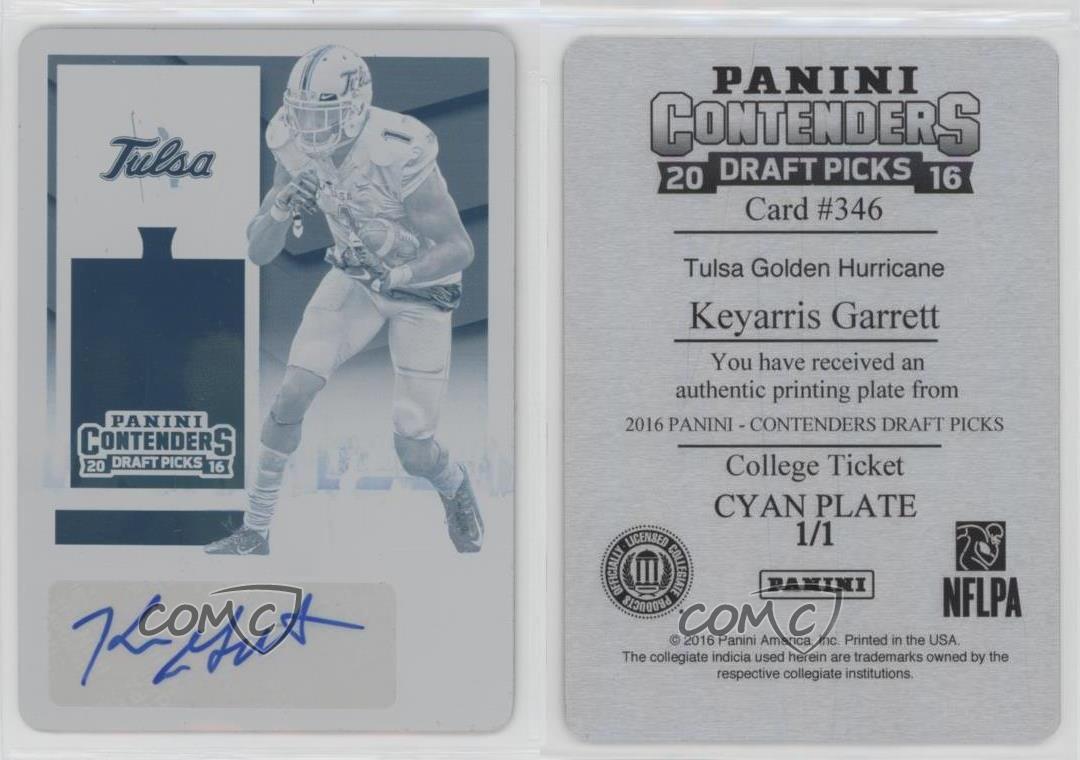 Tulsa
Tulsa
1
PANINI
CONTENDERS
20 DRAFT PICKS 16
COMC
PANINI
CONTENDERS
20 DRAFT PICKS 16
Card #346
Tulsa Golden Hurricane
Keyarris Garrett
You have received an
authentic printing plate from
2016 PANINI - CONTENDERS DRAFT PICKS
College Ticket
CYAN PLATE
1/1
OFFICIALLY LICENSED COLLEGIATE PRODUCTS
PANINI
NFLPA
COMC
© 2016 Panini America, Inc. Printed in the USA.
The collegiate indicia used herein are trademarks owned by the
respective collegiate institutions.